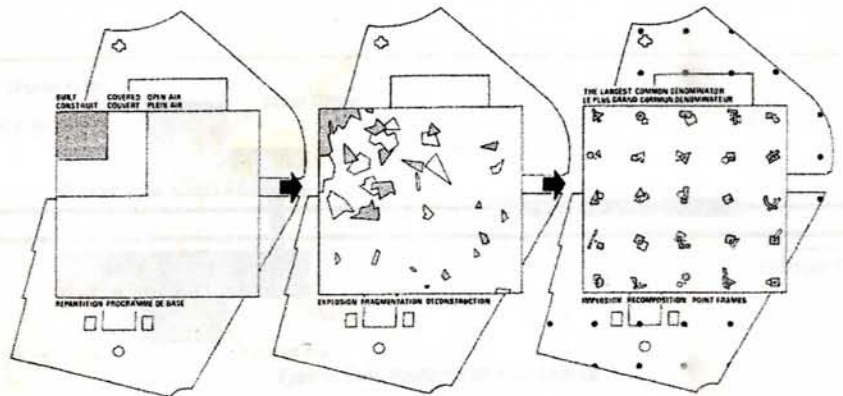 BUILT COVERED OPEN AIR
CONSTRUIT COUVERT PLEIN AIR
REPARTITION PROGRAMME DE BASE
EXPLOSION FRAGMENTATION DECONSTRUCTION
THE LARGEST COMMON DENOMINATOR
LE PLUS GRAND COMMUN DENOMINATEUR
IMPLOSION RECOMPOSITION POINT FRAMES